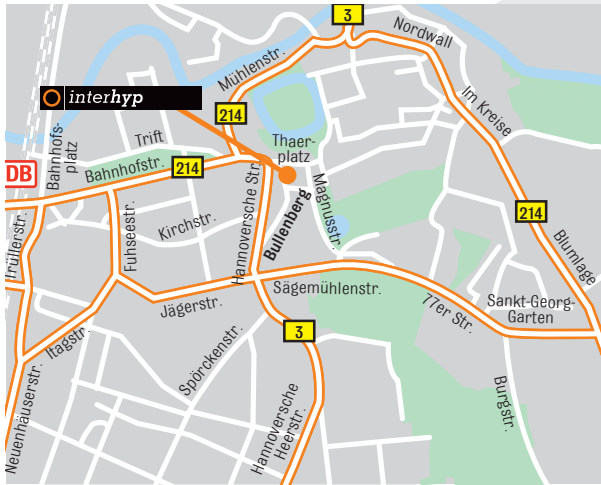 3
Nordwall
Mühlenstr.
interhyp
Im Kreise
214
Bahnhofs-
platz
Trift
Thaer-
platz
DB
Bahnhofstr.
214
Magnusstr.
214
Trüllerstr.
Fuhseestr.
Kirchstr.
Hannoversche Str.
Bullenberg
Blumlage
Jägerstr.
Sägemühlenstr.
77er Str.
Sankt-Georg-
Garten
Itagstr.
3
Spörckenstr.
Neuenhäuserstr.
Hannoversche
Heerstr.
Burgstr.